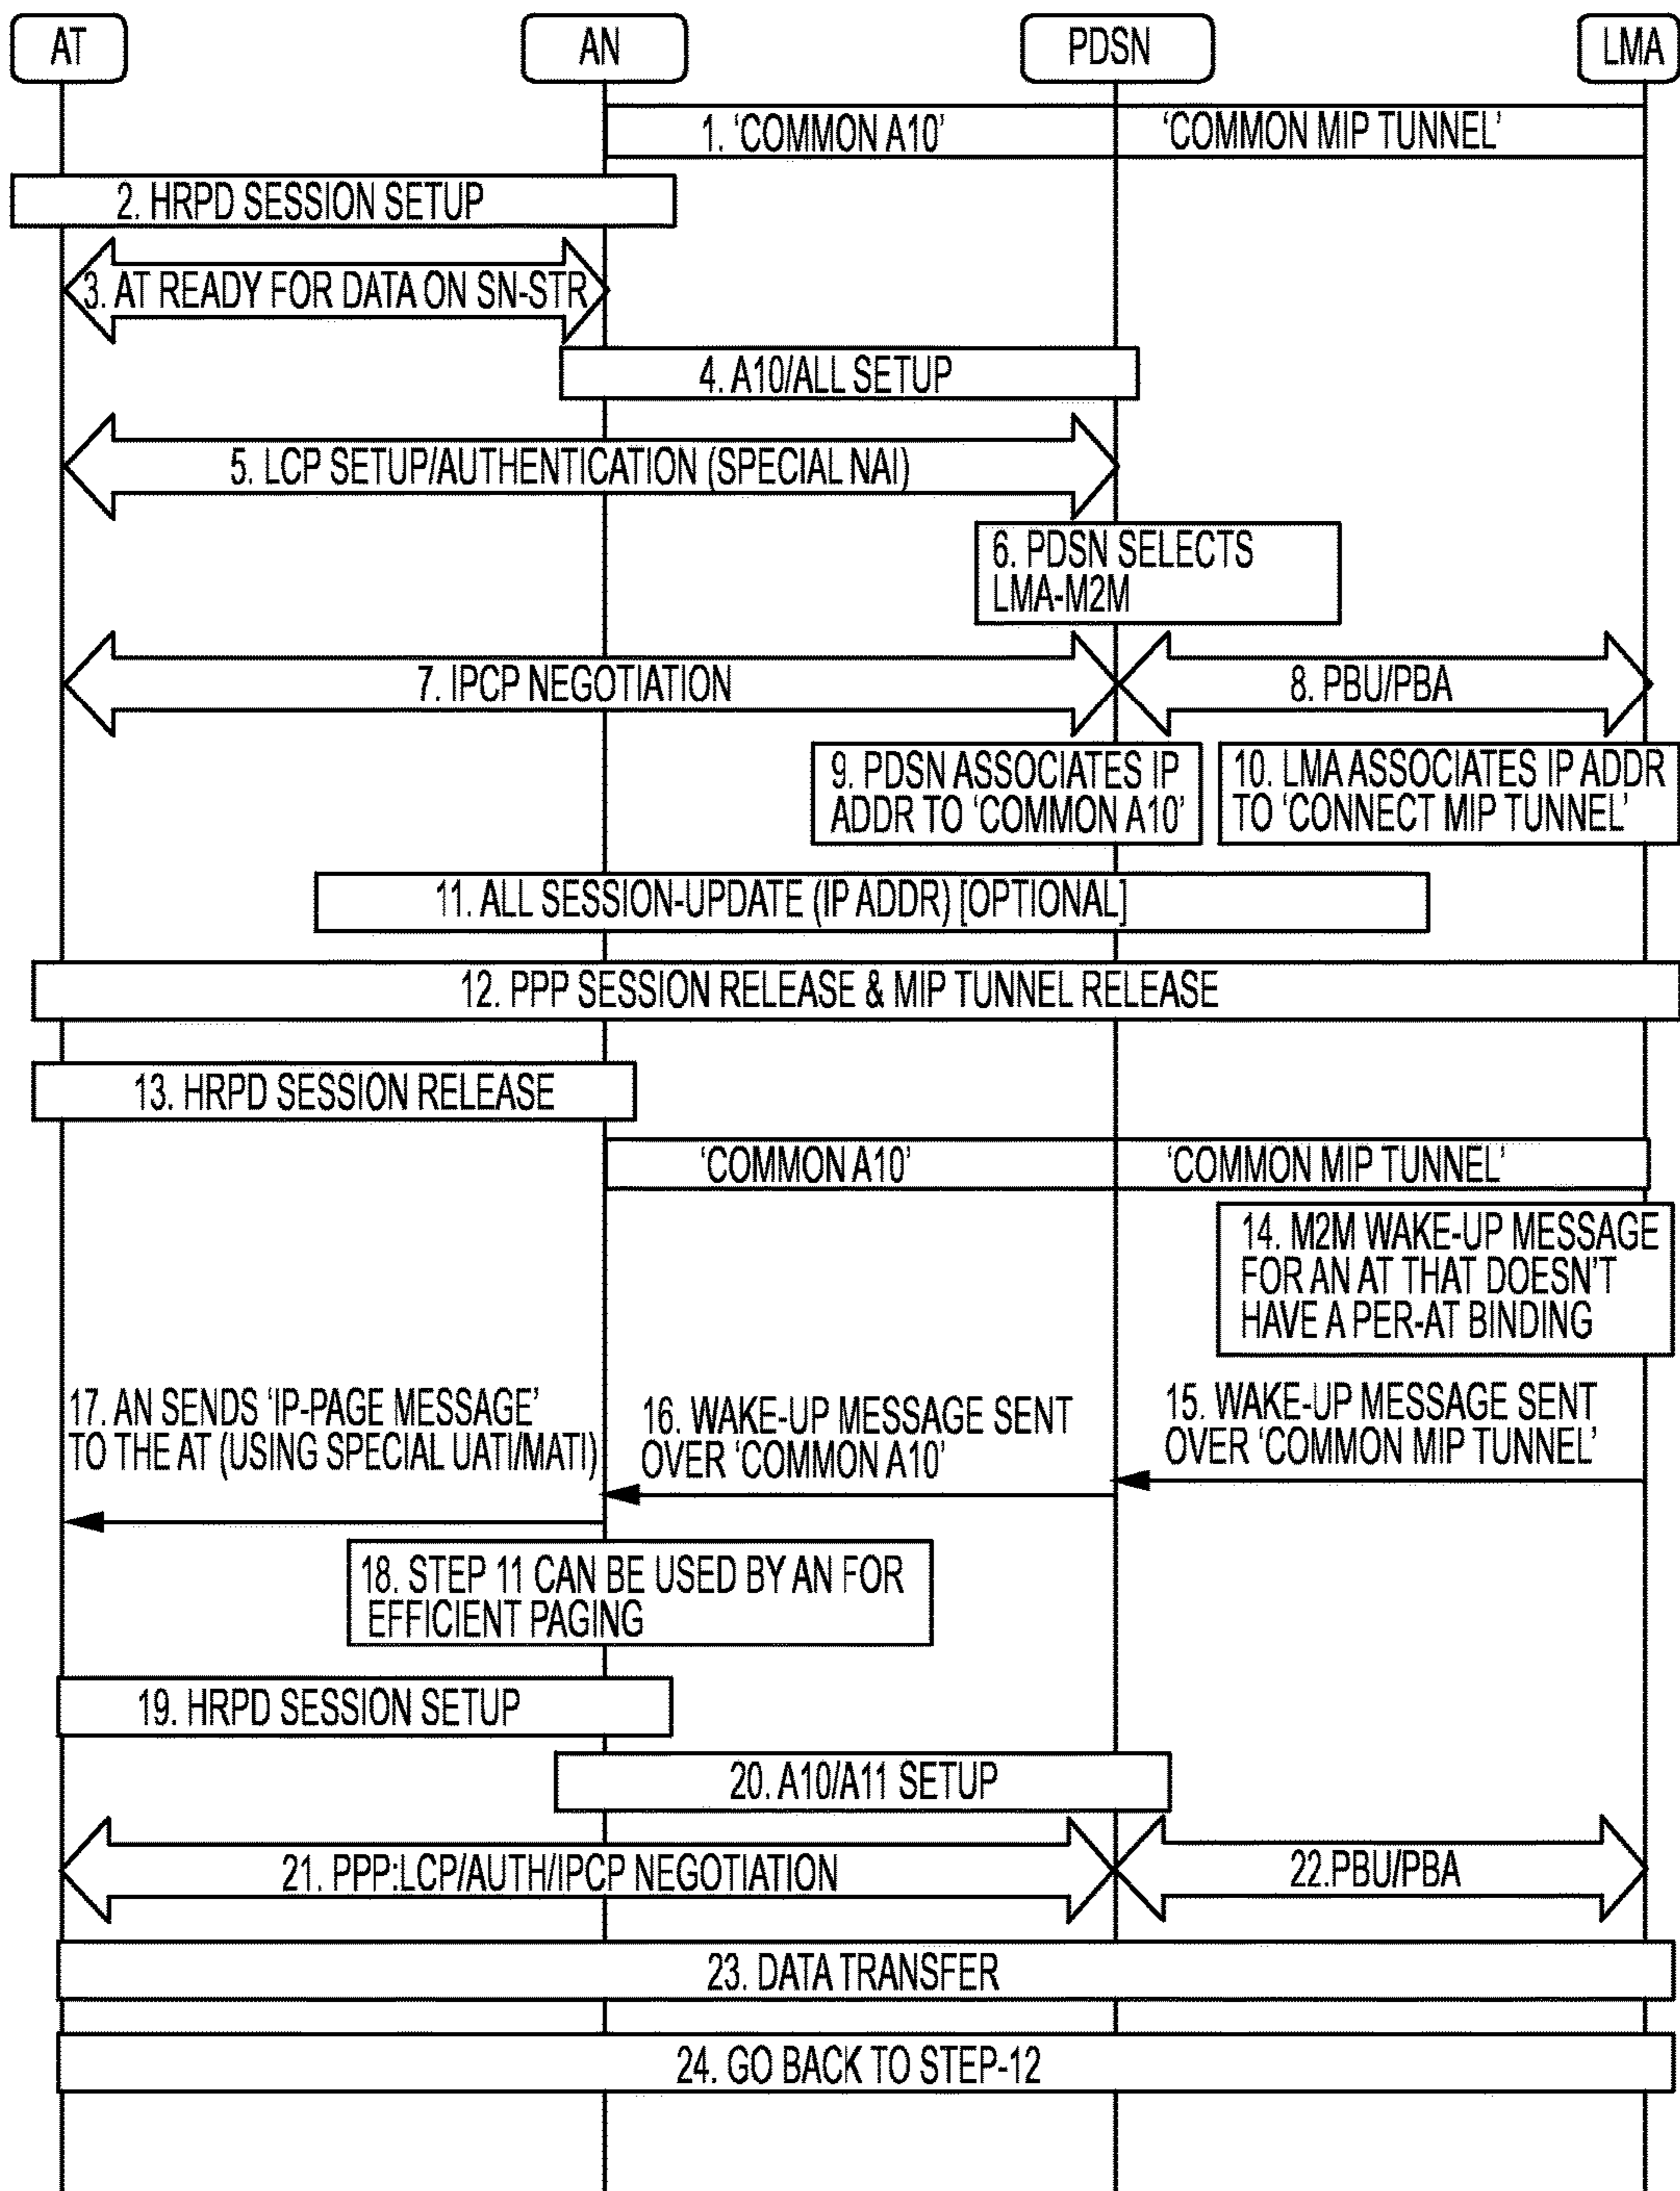 AT
AN
PDSN
LMA
1. 'COMMON A10'
'COMMON MIP TUNNEL'
2. HRPD SESSION SETUP
3. AT READY FOR DATA ON SN-STR
4. A10/ALL SETUP
5. LCP SETUP/AUTHENTICATION (SPECIAL NAI)
6. PDSN SELECTS
LMA-M2M
7. IPCP NEGOTIATION
8. PBU/PBA
9. PDSN ASSOCIATES IP
ADDR TO 'COMMON A10'
10. LMA ASSOCIATES IP ADDR
TO 'CONNECT MIP TUNNEL'
11. ALL SESSION-UPDATE (IP ADDR) [OPTIONAL]
12. PPP SESSION RELEASE & MIP TUNNEL RELEASE
13. HRPD SESSION RELEASE
'COMMON A10'
'COMMON MIP TUNNEL'
14. M2M WAKE-UP MESSAGE
FOR AN AT THAT DOESN'T
HAVE A PER-AT BINDING
15. WAKE-UP MESSAGE SENT
OVER 'COMMON MIP TUNNEL'
16. WAKE-UP MESSAGE SENT
OVER 'COMMON A10'
17. AN SENDS 'IP-PAGE MESSAGE'
TO THE AT (USING SPECIAL UATI/MATI)
18. STEP 11 CAN BE USED BY AN FOR
EFFICIENT PAGING
19. HRPD SESSION SETUP
20. A10/A11 SETUP
21. PPP:LCP/AUTH/IPCP NEGOTIATION
22.PBU/PBA
23. DATA TRANSFER
24. GO BACK TO STEP-12